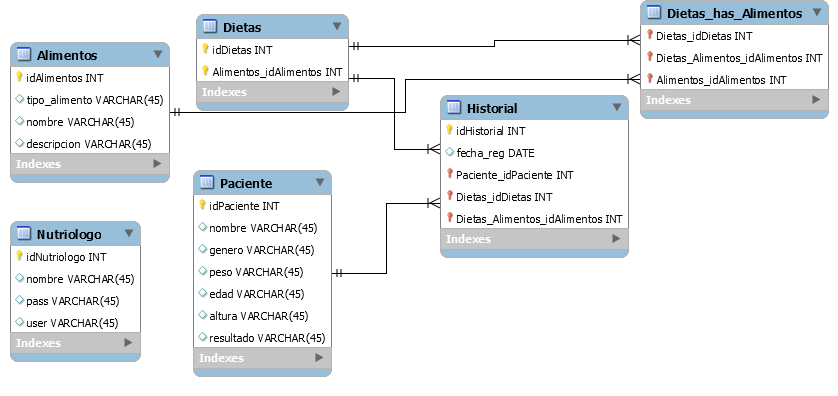 Alimentos
idAlimentos INT
tipo_alimento VARCHAR(45)
nombre VARCHAR(45)
descripcion VARCHAR(45)
Indexes
Dietas
idDietas INT
Alimentos_idAlimentos INT
Indexes
Dietas_has_Alimentos
Dietas_idDietas INT
Dietas_Alimentos_idAlimentos INT
Alimentos_idAlimentos INT
Indexes
Historial
idHistorial INT
fecha_reg DATE
Paciente_idPaciente INT
Dietas_idDietas INT
Dietas_Alimentos_idAlimentos INT
Indexes
Paciente
idPaciente INT
nombre VARCHAR(45)
genero VARCHAR(45)
peso VARCHAR(45)
edad VARCHAR(45)
altura VARCHAR(45)
resultado VARCHAR(45)
Indexes
Nutriologo
idNutriologo INT
nombre VARCHAR(45)
pass VARCHAR(45)
user VARCHAR(45)
Indexes